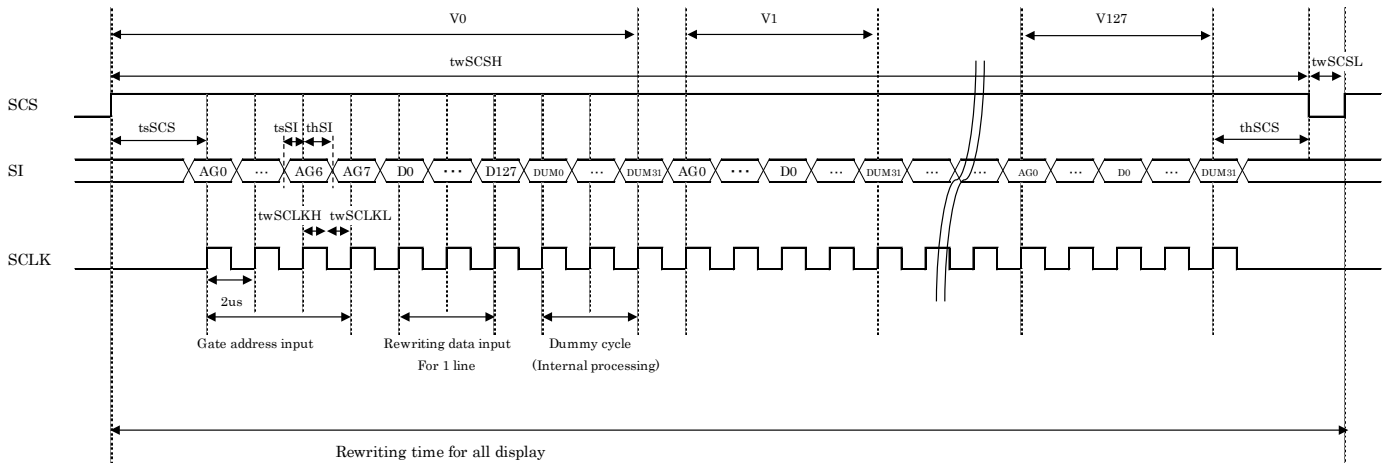 V0 V1 V127
twSCSH twSCSL
SCS
tsSCS tsSI thSI thSCS
SI AG0 ... AG6 AG7 D0 ... D127 DUM0 ... DUM31 AG0 ... D0 ... DUM31 ... ... AG0 ... D0 ... DUM31
twSCLKH twSCLKL
SCLK
2us
Gate address input Rewriting data input Dummy cycle
For 1 line (Internal processing)
Rewriting time for all display